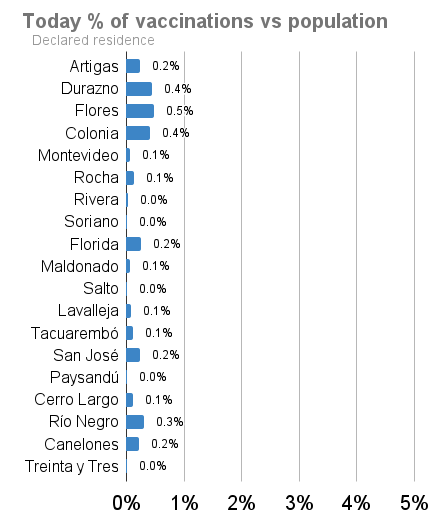 Today % of vaccinations vs population
Declared residence
Artigas 0.2%
Durazno 0.4%
Flores 0.5%
Colonia 0.4%
Montevideo 0.1%
Rocha 0.1%
Rivera 0.0%
Soriano 0.0%
Florida 0.2%
Maldonado 0.1%
Salto 0.0%
Lavalleja 0.1%
Tacuarembó 0.1%
San José 0.2%
Paysandú 0.0%
Cerro Largo 0.1%
Río Negro 0.3%
Canelones 0.2%
Treinta y Tres 0.0%
0% 1% 2% 3% 4% 5%